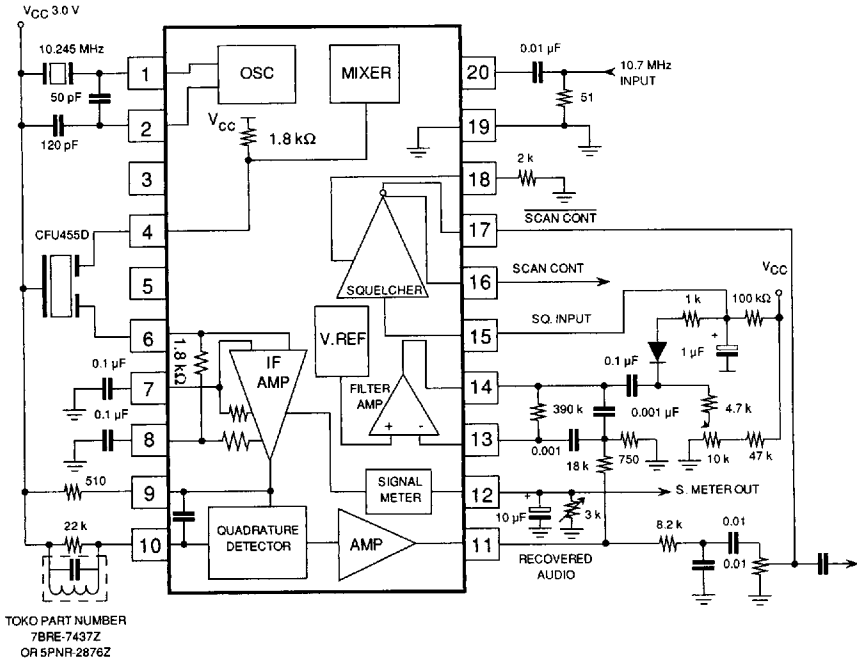 VCC 3.0 V
10.245 MHz
50 pF
120 pF
1
2
3
4
5
6
7
8
9
10
OSC
MIXER
VCC
1.8 kΩ
CFU455D
1.8 kΩ
0.1 µF
0.1 µF
510
22 k
IF
AMP
V.REF
FILTER
AMP
+ -
SQUELCHER
SIGNAL
METER
QUADRATURE
DETECTOR
AMP
TOKO PART NUMBER
7BRE-7437Z
OR 5PNR-2876Z
20
19
18
17
16
15
14
13
12
11
0.01 µF
10.7 MHz
INPUT
51
2 k
SCAN CONT
SCAN CONT
VCC
SQ. INPUT
1 k
100 kΩ
+
1 µF
0.1 µF
390 k
0.001 µF
4.7 k
0.001
18 k
750
10 k
47 k
S. METER OUT
+
10 µF
3 k
RECOVERED
AUDIO
8.2 k
0.01
0.01